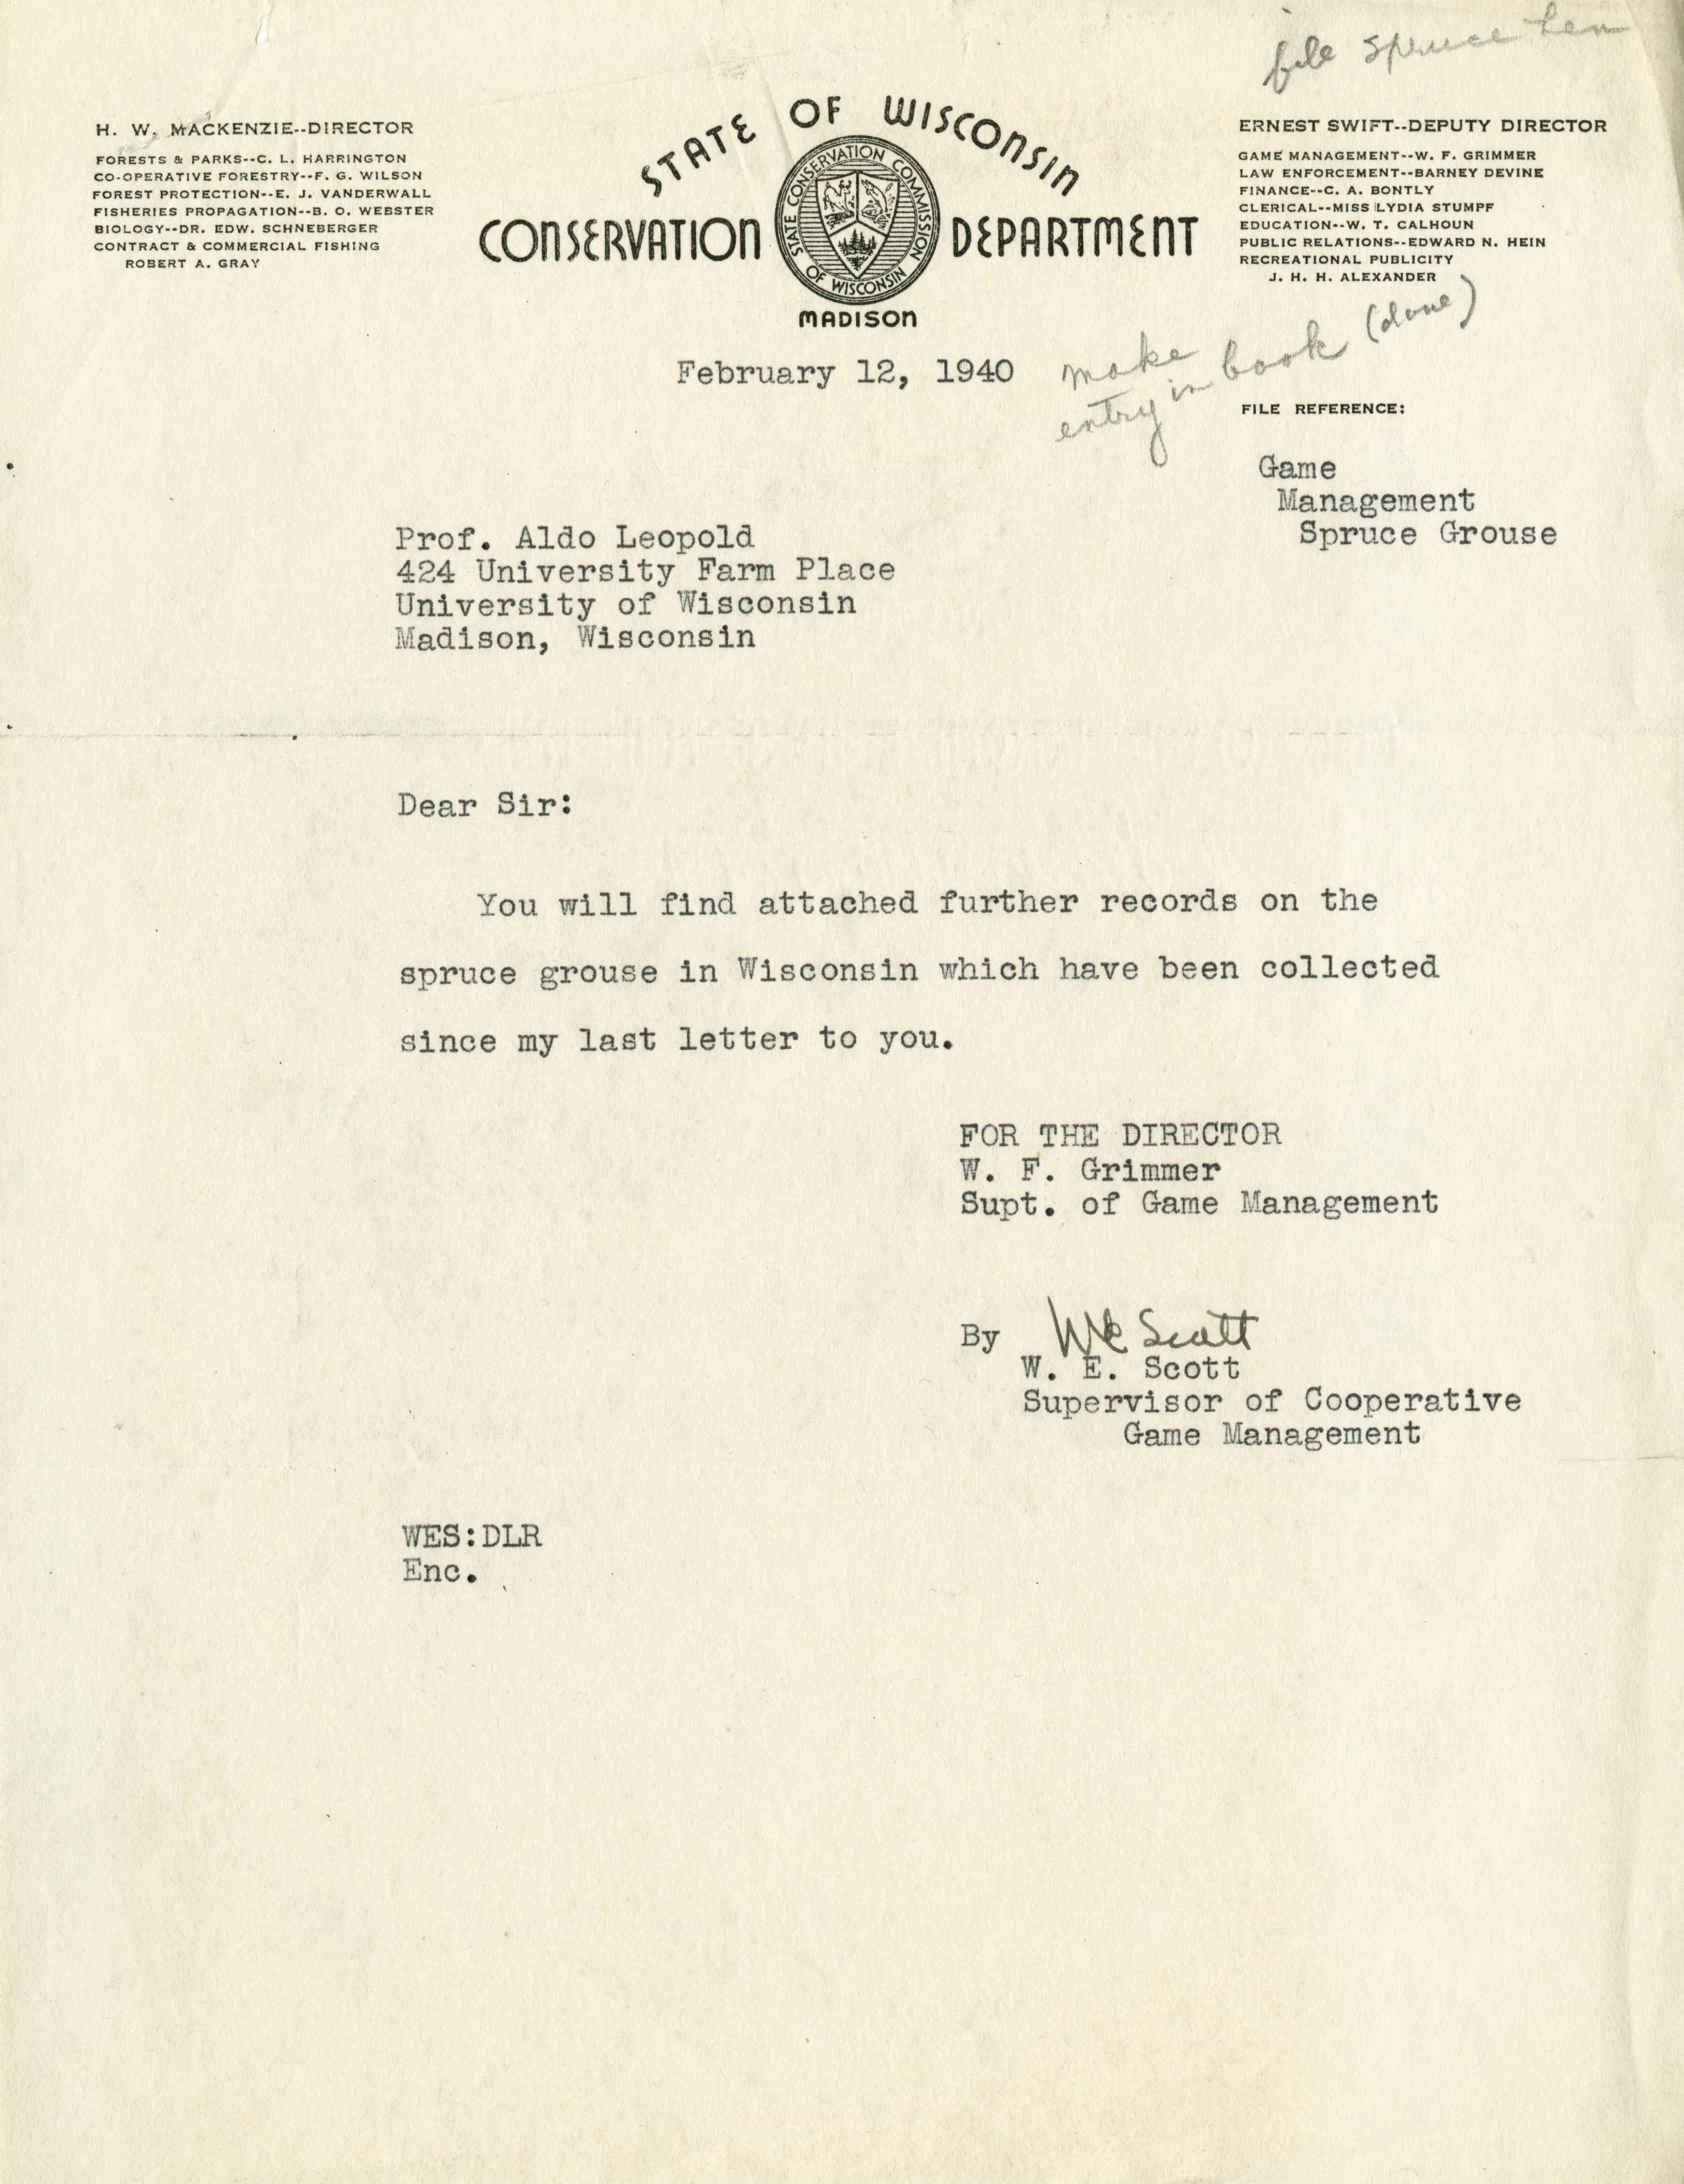 file spruce hen
H. W. MACKENZIE--DIRECTOR
FORESTS & PARKS--C. L. HARRINGTON
CO-OPERATIVE FORESTRY--F. G. WILSON
FOREST PROTECTION--E. J. VANDERWALL
FISHERIES PROPAGATION--B. O. WEBSTER
BIOLOGY--DR. EDW. SCHNEBERGER
CONTRACT & COMMERCIAL FISHING
ROBERT A. GRAY
STATE OF WISCONSIN
CONSERVATION DEPARTMENT
STATE CONSERVATION COMMISSION
OF WISCONSIN
MADISON
ERNEST SWIFT--DEPUTY DIRECTOR
GAME MANAGEMENT--W. F. GRIMMER
LAW ENFORCEMENT--BARNEY DEVINE
FINANCE--C. A. BONTLY
CLERICAL--MISS LYDIA STUMPF
EDUCATION--W. T. CALHOUN
PUBLIC RELATIONS--EDWARD N. HEIN
RECREATIONAL PUBLICITY
J. H. H. ALEXANDER
February 12, 1940
make
entry in book (done)
FILE REFERENCE:
Game
Management
Spruce Grouse
Prof. Aldo Leopold
424 University Farm Place
University of Wisconsin
Madison, Wisconsin
Dear Sir:
You will find attached further records on the
spruce grouse in Wisconsin which have been collected
since my last letter to you.
FOR THE DIRECTOR
W. F. Grimmer
Supt. of Game Management
By WE Scott
W. E. Scott
Supervisor of Cooperative
Game Management
WES:DLR
Enc.